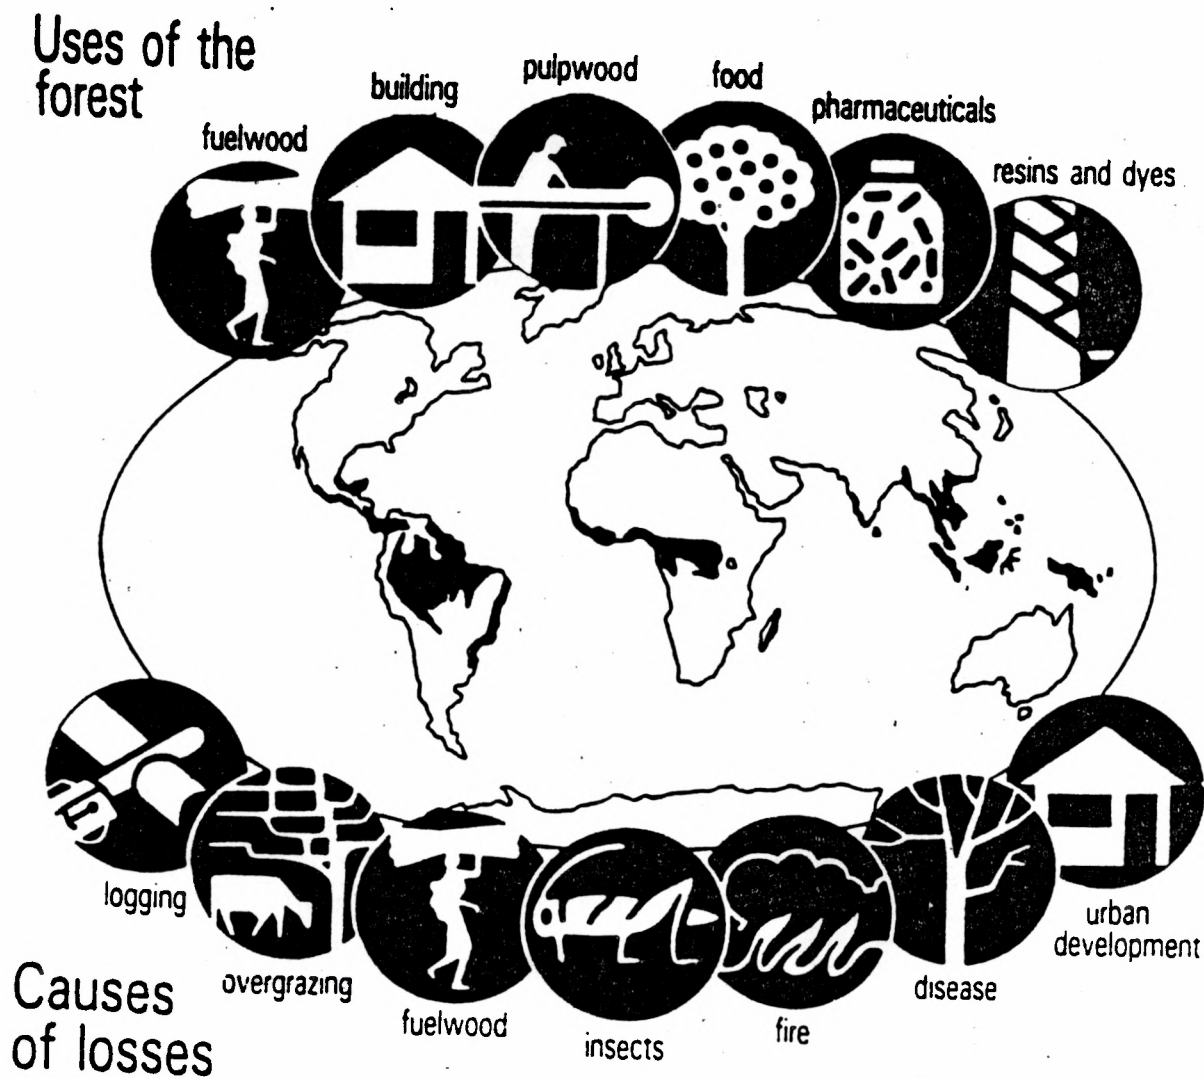 Uses of the
forest
fuelwood
building
pulpwood
food
pharmaceuticals
resins and dyes
logging
overgrazing
fuelwood
insects
fire
disease
urban
development
Causes
of losses